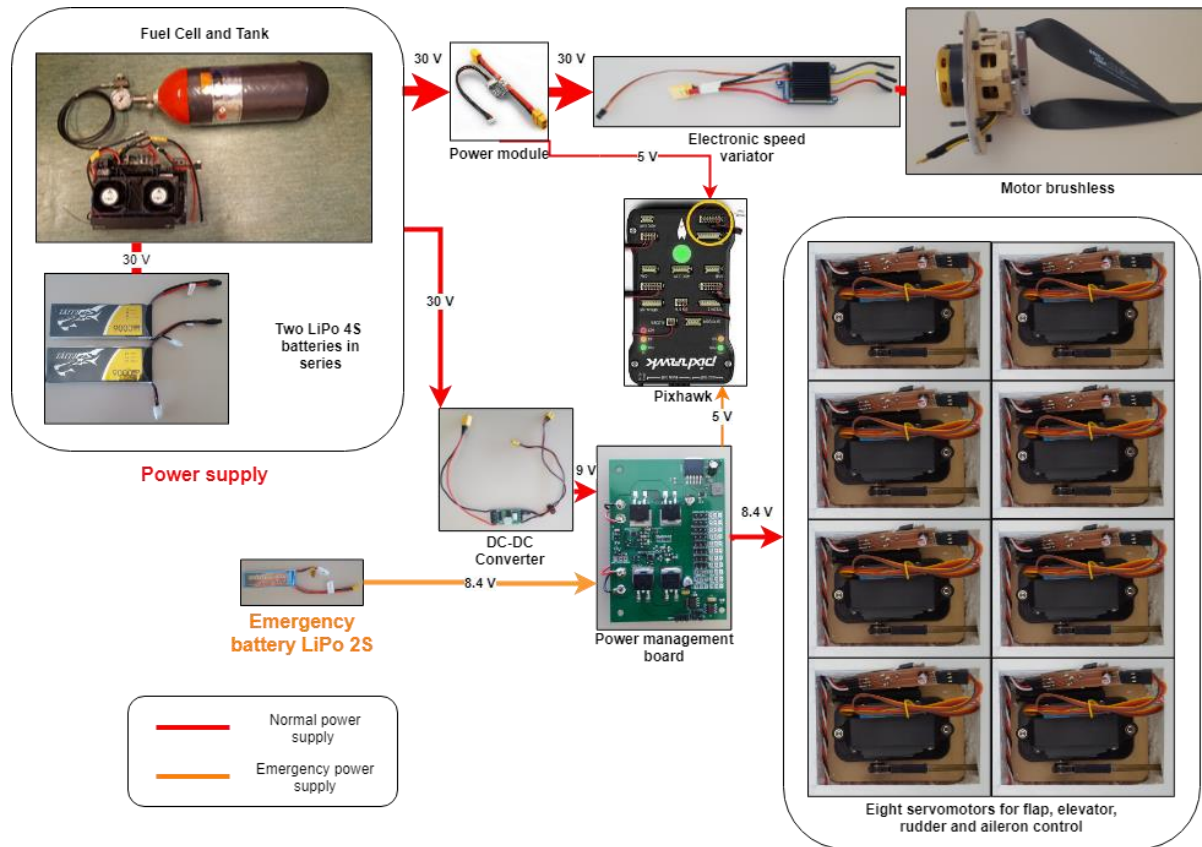 Fuel Cell and Tank
30 V
30 V
Power module
Electronic speed
variator
Motor brushless
5 V
30 V
Two LiPo 4S
batteries in
series
30 V
pixhawk
Pixhawk
5 V
Power supply
DC-DC
Converter
9 V
8.4 V
8.4 V
Emergency
battery LiPo 2S
Power management
board
Normal power
supply
Emergency power
supply
Eight servomotors for flap, elevator,
rudder and aileron control